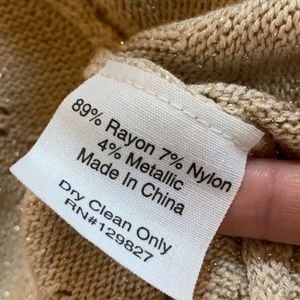 89% Rayon 7% Nylon
4% Metallic
Made In China
Dry Clean Only
RN#129827